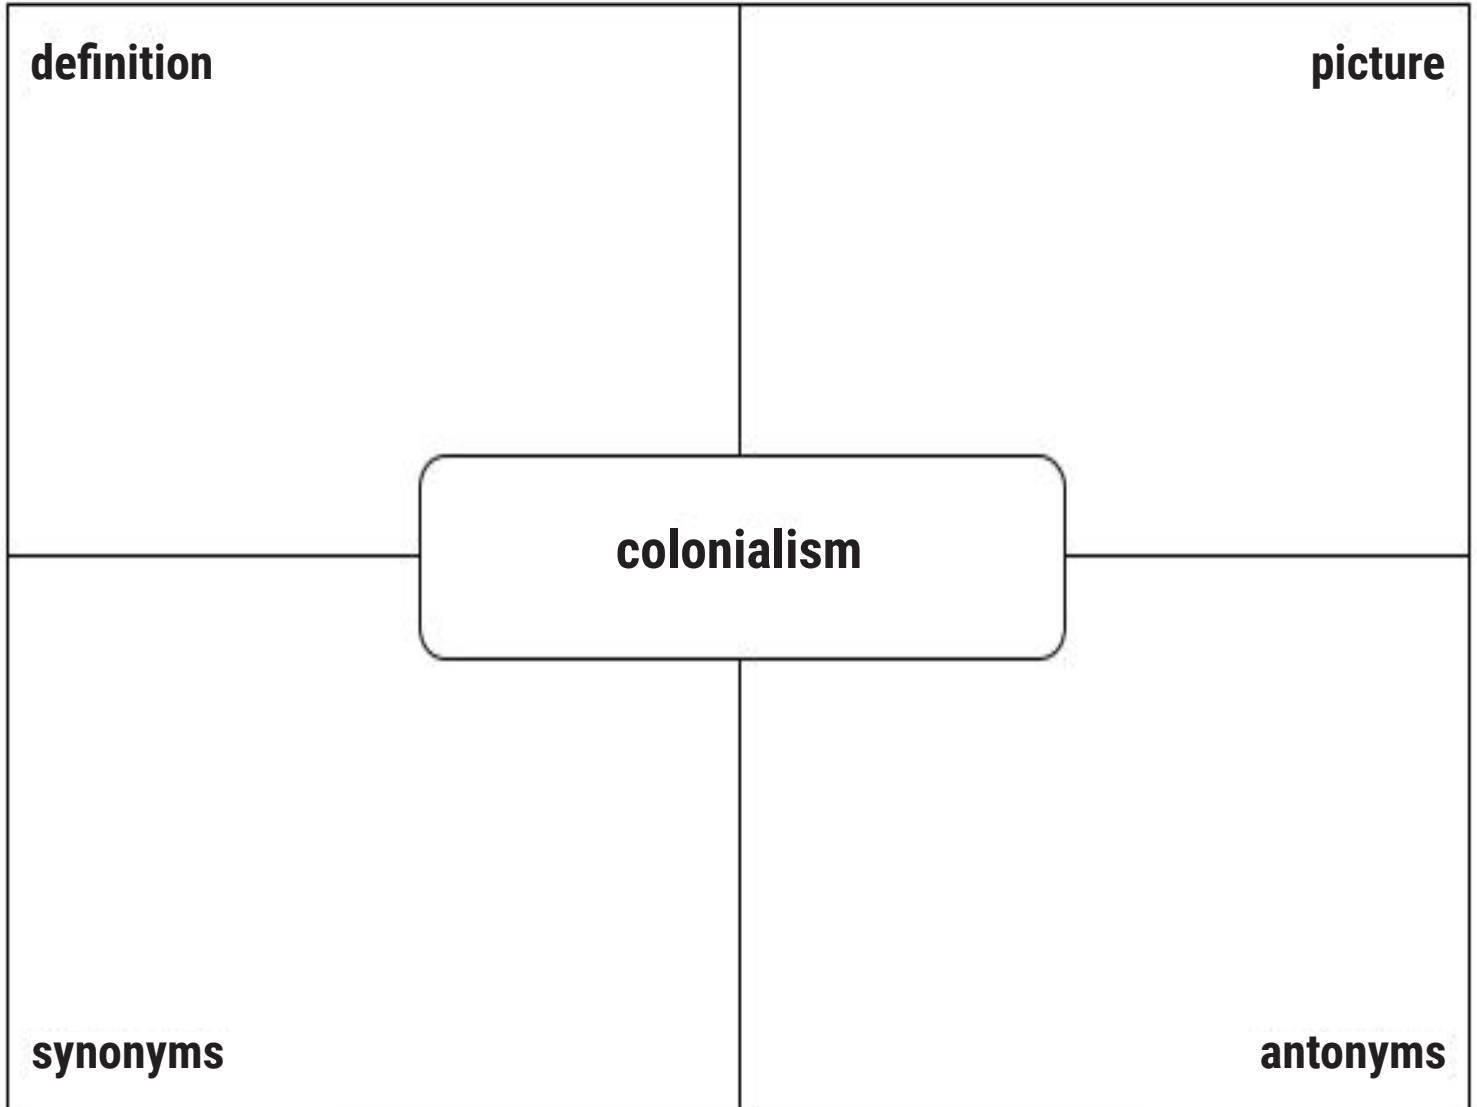 definition
picture
colonialism
synonyms
antonyms